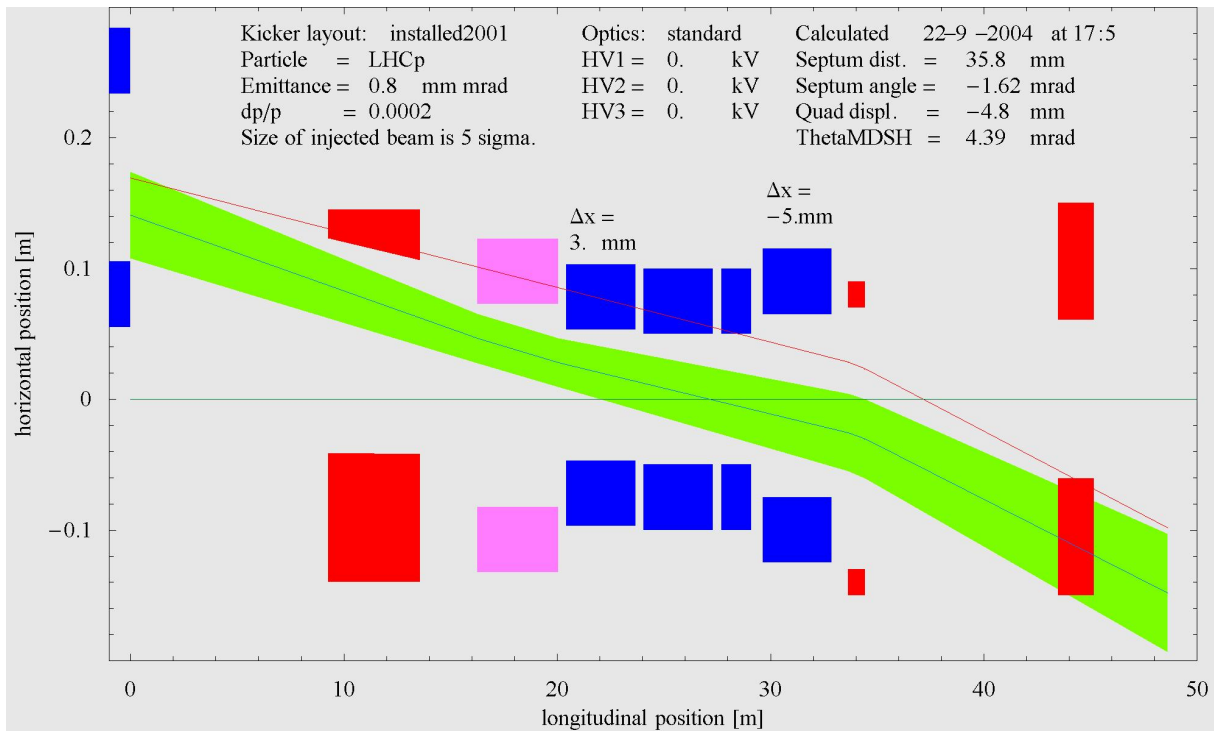 Kicker layout: installed2001 Optics: standard Calculated 22–9 –2004 at 17:5
Particle = LHCp HV1 = 0. kV Septum dist. = 35.8 mm
Emittance = 0.8 mm mrad HV2 = 0. kV Septum angle = −1.62 mrad
dp/p = 0.0002 HV3 = 0. kV Quad displ. = −4.8 mm
Size of injected beam is 5 sigma. ThetaMDSH = 4.39 mrad
Δx =
3. mm
Δx =
−5.mm
horizontal position [m]
0.2
0.1
0
−0.1
0 10 20 30 40 50
longitudinal position [m]